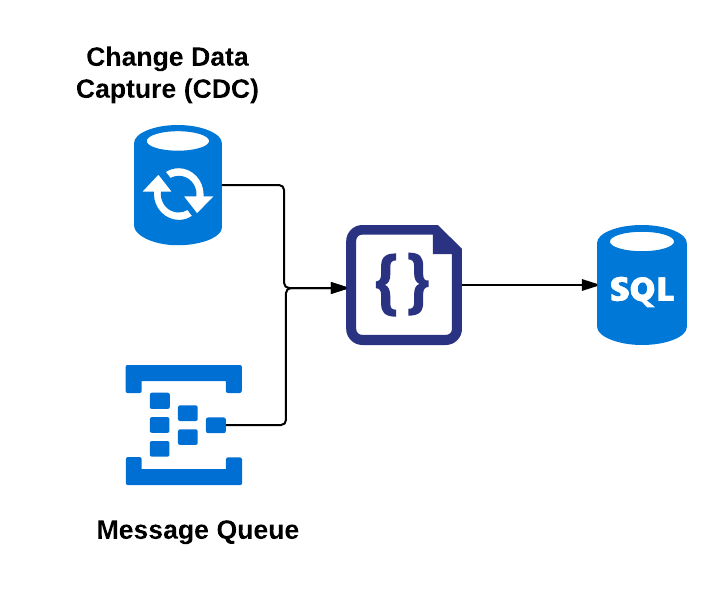 Change Data
Capture (CDC)
{}
SQL
Message Queue